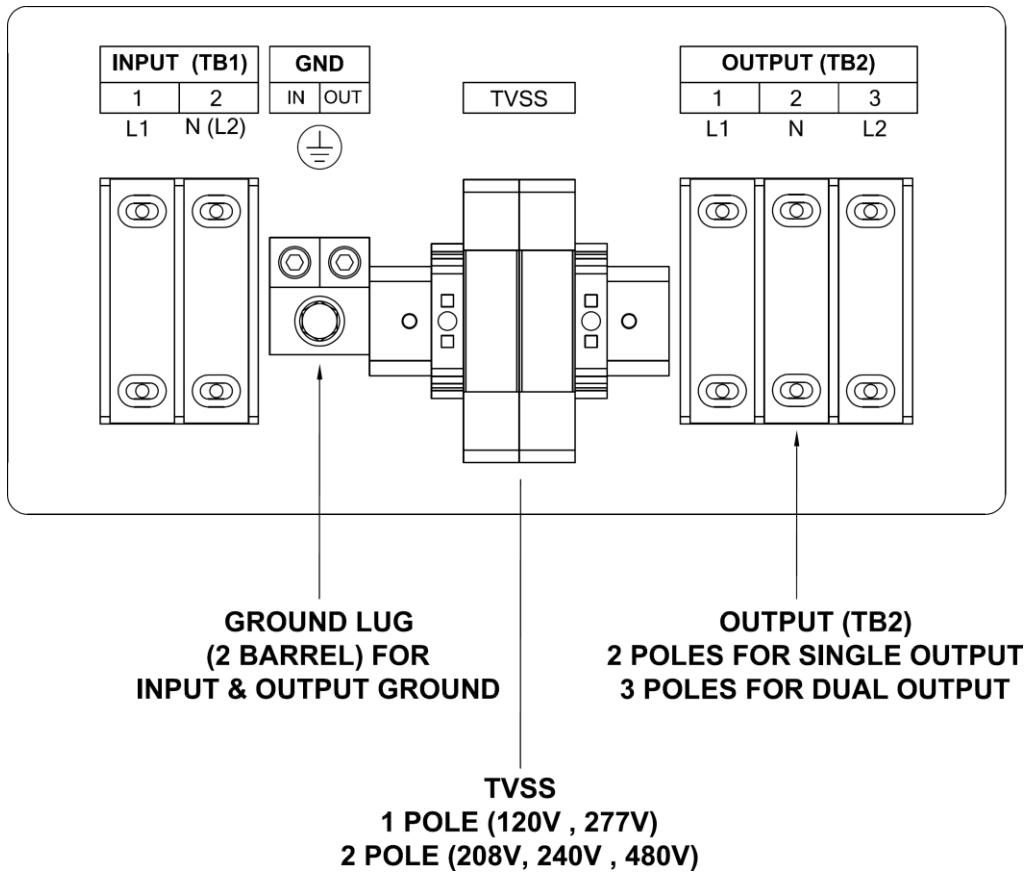 INPUT (TB1)
GND
OUTPUT (TB2)
1 2
IN OUT
TVSS
1 2 3
L1 N (L2)
L1 N L2
GROUND LUG
(2 BARREL) FOR
INPUT & OUTPUT GROUND
OUTPUT (TB2)
2 POLES FOR SINGLE OUTPUT
3 POLES FOR DUAL OUTPUT
TVSS
1 POLE (120V , 277V)
2 POLE (208V, 240V , 480V)